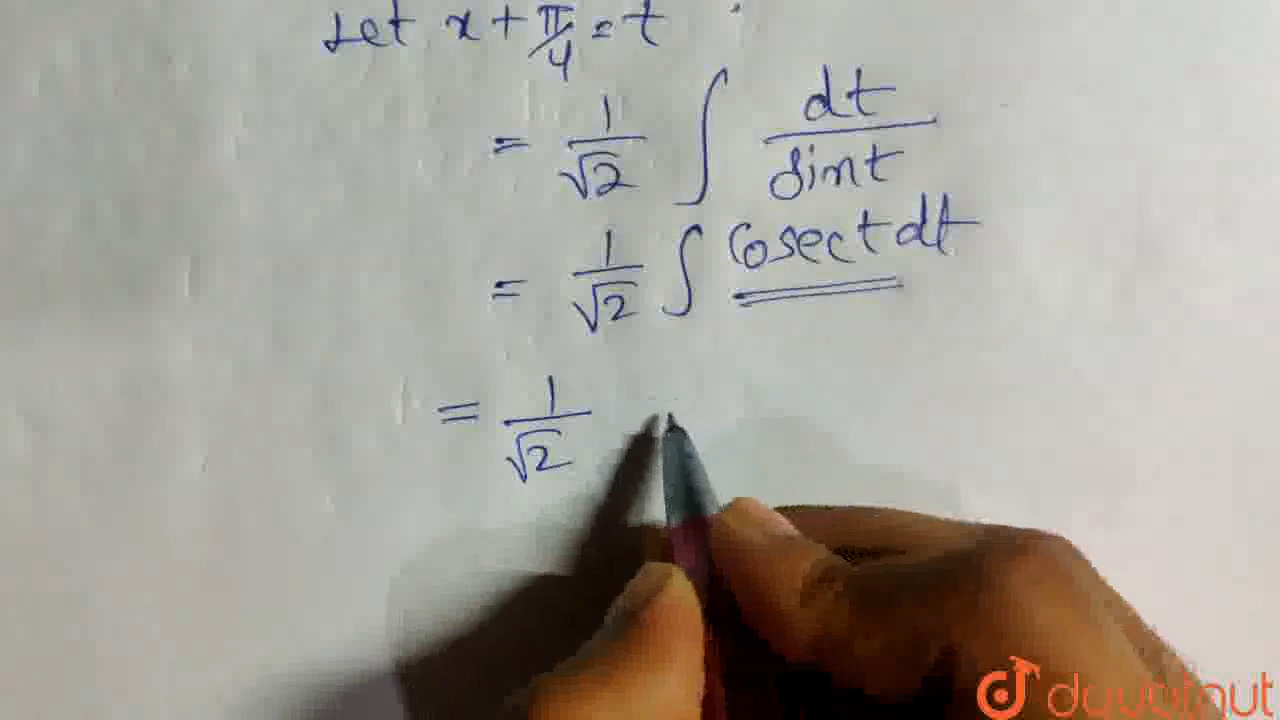 Let x + π/4 = t
= 1/√2 ∫ dt/sint
= 1/√2 ∫ cosect dt
= 1/√2
doubtnut